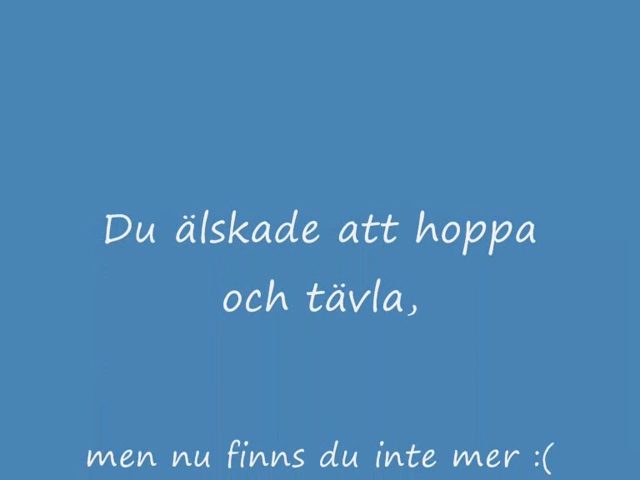 Du älskade att hoppa
och tävla,
men nu finns du inte mer :(